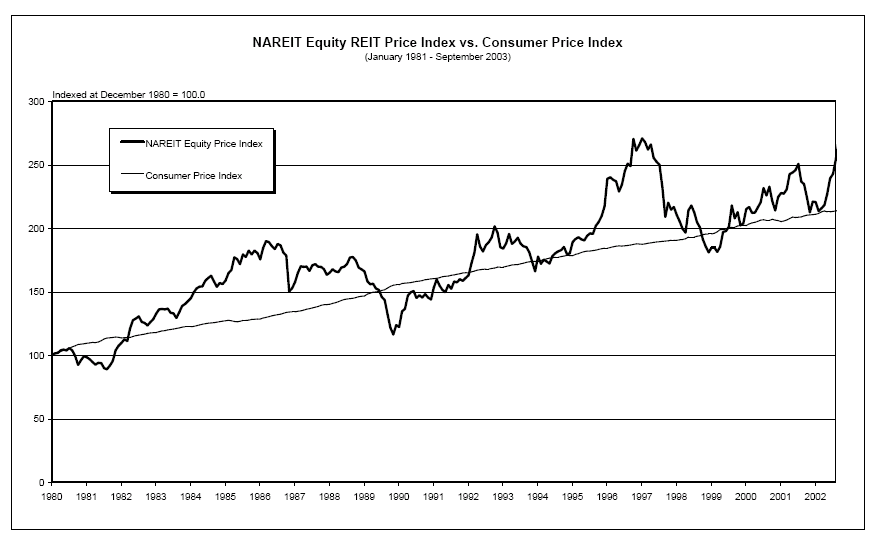 NAREIT Equity REIT Price Index vs. Consumer Price Index
(January 1981 - September 2003)
Indexed at December 1980 = 100.0
300
NAREIT Equity Price Index
250
Consumer Price Index
200
150
100
50
0
1980 1981 1982 1983 1984 1985 1986 1987 1988 1989 1990 1991 1992 1993 1994 1995 1996 1997 1998 1999 2000 2001 2002